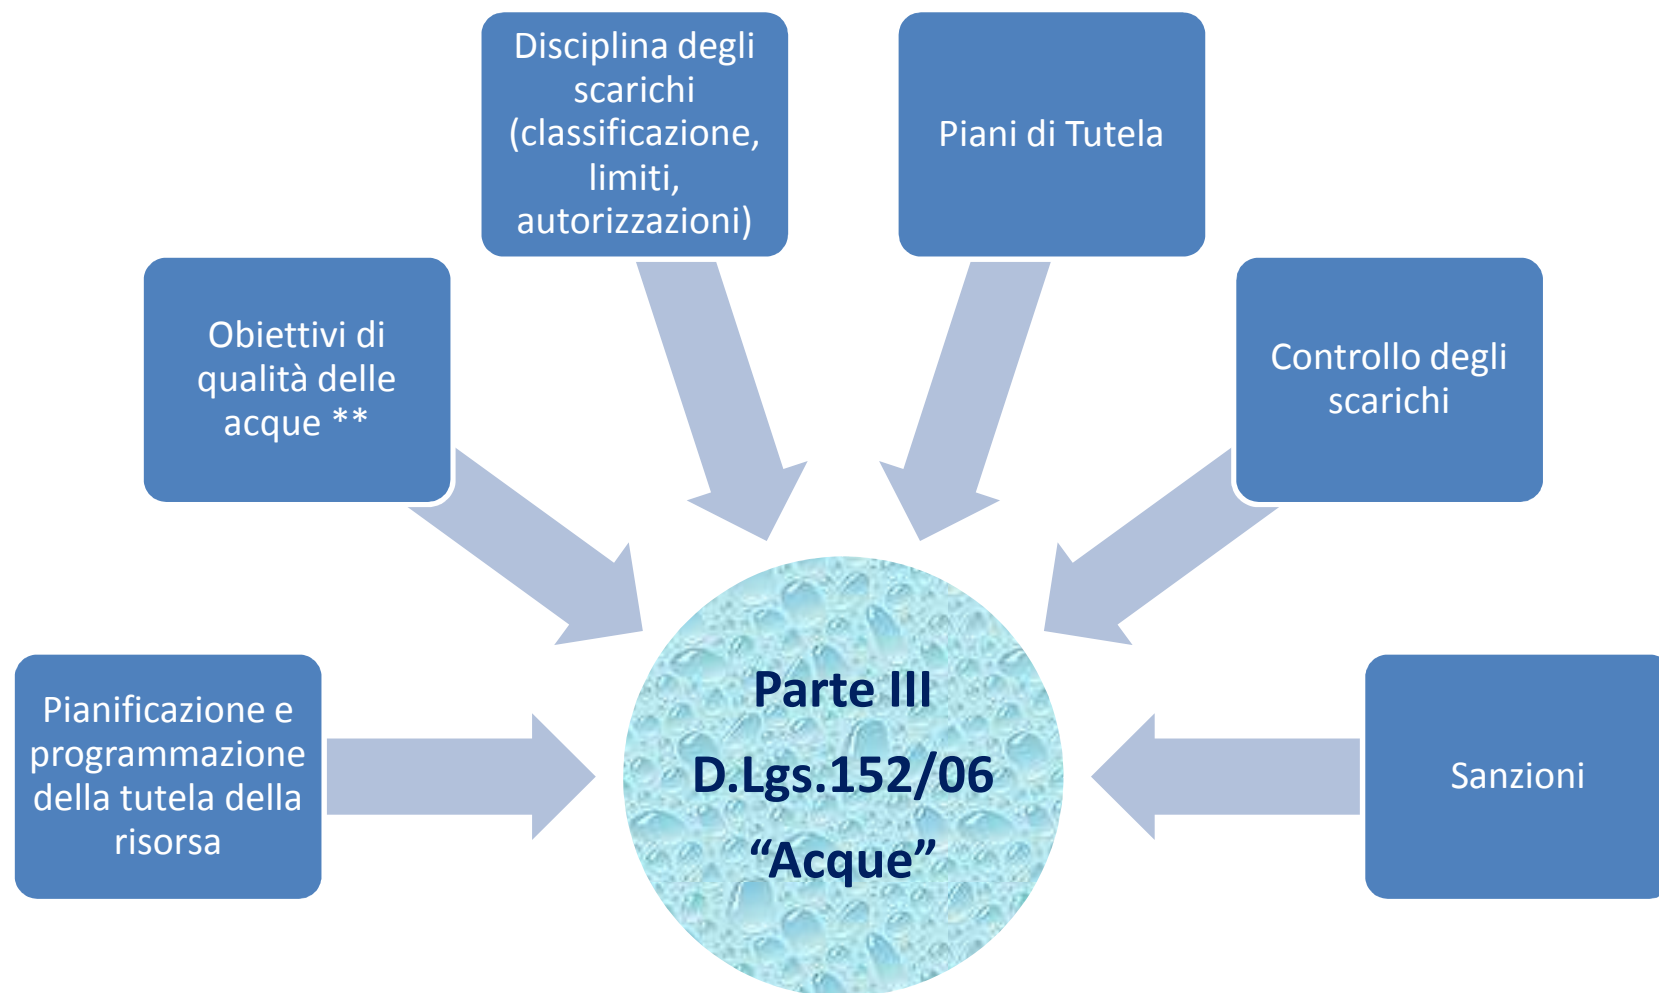 Disciplina degli
scarichi
(classificazione,
limiti,
autorizzazioni)
Piani di Tutela
Obiettivi di
qualità delle
acque **
Controllo degli
scarichi
Pianificazione e
programmazione
della tutela della
risorsa
Parte III
D.Lgs.152/06
“Acque”
Sanzioni